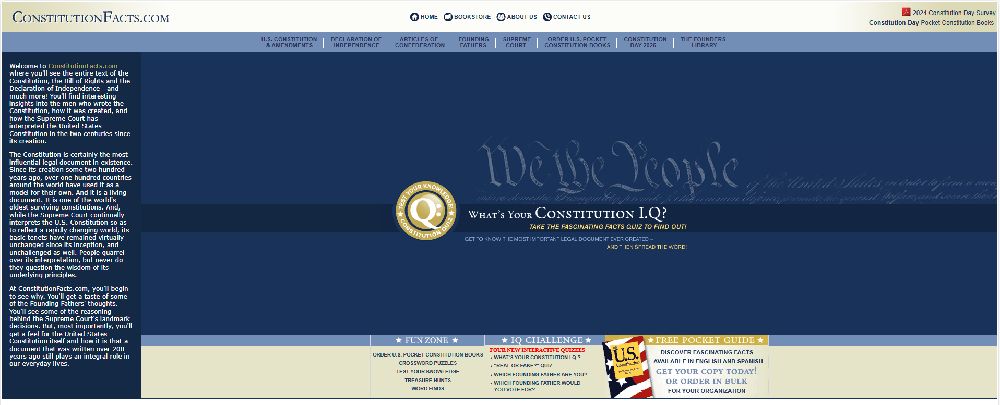 ConstitutionFacts.com
HOME
BOOKSTORE
ABOUT US
CONTACT US
2024 Constitution Day Survey
Constitution Day Pocket Constitution Books
U.S. CONSTITUTION
& AMENDMENTS
DECLARATION OF
INDEPENDENCE
ARTICLES OF
CONFEDERATION
FOUNDING
FATHERS
SUPREME
COURT
ORDER U.S. POCKET
CONSTITUTION BOOKS
CONSTITUTION
DAY 2025
THE FOUNDERS
LIBRARY
Welcome to ConstitutionFacts.com
where you'll see the entire text of the
Constitution, the Bill of Rights and the
Declaration of Independence - and
much more! You'll find interesting
insights into the men who wrote the
Constitution, how it was created, and
how the Supreme Court has
interpreted the United States
Constitution in the two centuries since
its creation.
The Constitution is certainly the most
influential legal document in existence.
Since its creation some two hundred
years ago, over one hundred countries
around the world have used it as a
model for their own. And it is a living
document. It is one of the world's
oldest surviving constitutions. And,
while the Supreme Court continually
interprets the U.S. Constitution so as
to reflect a rapidly changing world, its
basic tenets have remained virtually
unchanged since its inception, and
unchallenged as well. People quarrel
over its interpretation, but never do
they question the wisdom of its
underlying principles.
At ConstitutionFacts.com, you'll begin
to see why. You'll get a taste of some
of the Founding Fathers' thoughts.
You'll see some of the reasoning
behind the Supreme Court's landmark
decisions. But, most importantly, you'll
get a feel for the United States
Constitution itself and how it is that a
document that was written over 200
years ago still plays an integral role in
our everyday lives.
We the People
of the United States, in Order to form a more
insure domestic Tranquility, provide for the common defence, promote the general Welfare, and secure the
TEST YOUR KNOWLEDGE!
Q:
CONSTITUTION QUIZ
What's Your Constitution I.Q?
TAKE THE FASCINATING FACTS QUIZ TO FIND OUT!
GET TO KNOW THE MOST IMPORTANT LEGAL DOCUMENT EVER CREATED –
AND THEN SPREAD THE WORD!
FUN ZONE
ORDER U.S. POCKET CONSTITUTION BOOKS
CROSSWORD PUZZLES
TEST YOUR KNOWLEDGE
TREASURE HUNTS
WORD FINDS
IQ CHALLENGE
FOUR NEW INTERACTIVE QUIZZES
• WHAT'S YOUR CONSTITUTION I.Q.?
• "REAL OR FAKE?" QUIZ
• WHICH FOUNDING FATHER ARE YOU?
• WHICH FOUNDING FATHER WOULD
YOU VOTE FOR?
THE
U.S.
Constitution
FREE POCKET GUIDE
DISCOVER FASCINATING FACTS
AVAILABLE IN ENGLISH AND SPANISH
GET YOUR COPY TODAY!
OR ORDER IN BULK
FOR YOUR ORGANIZATION